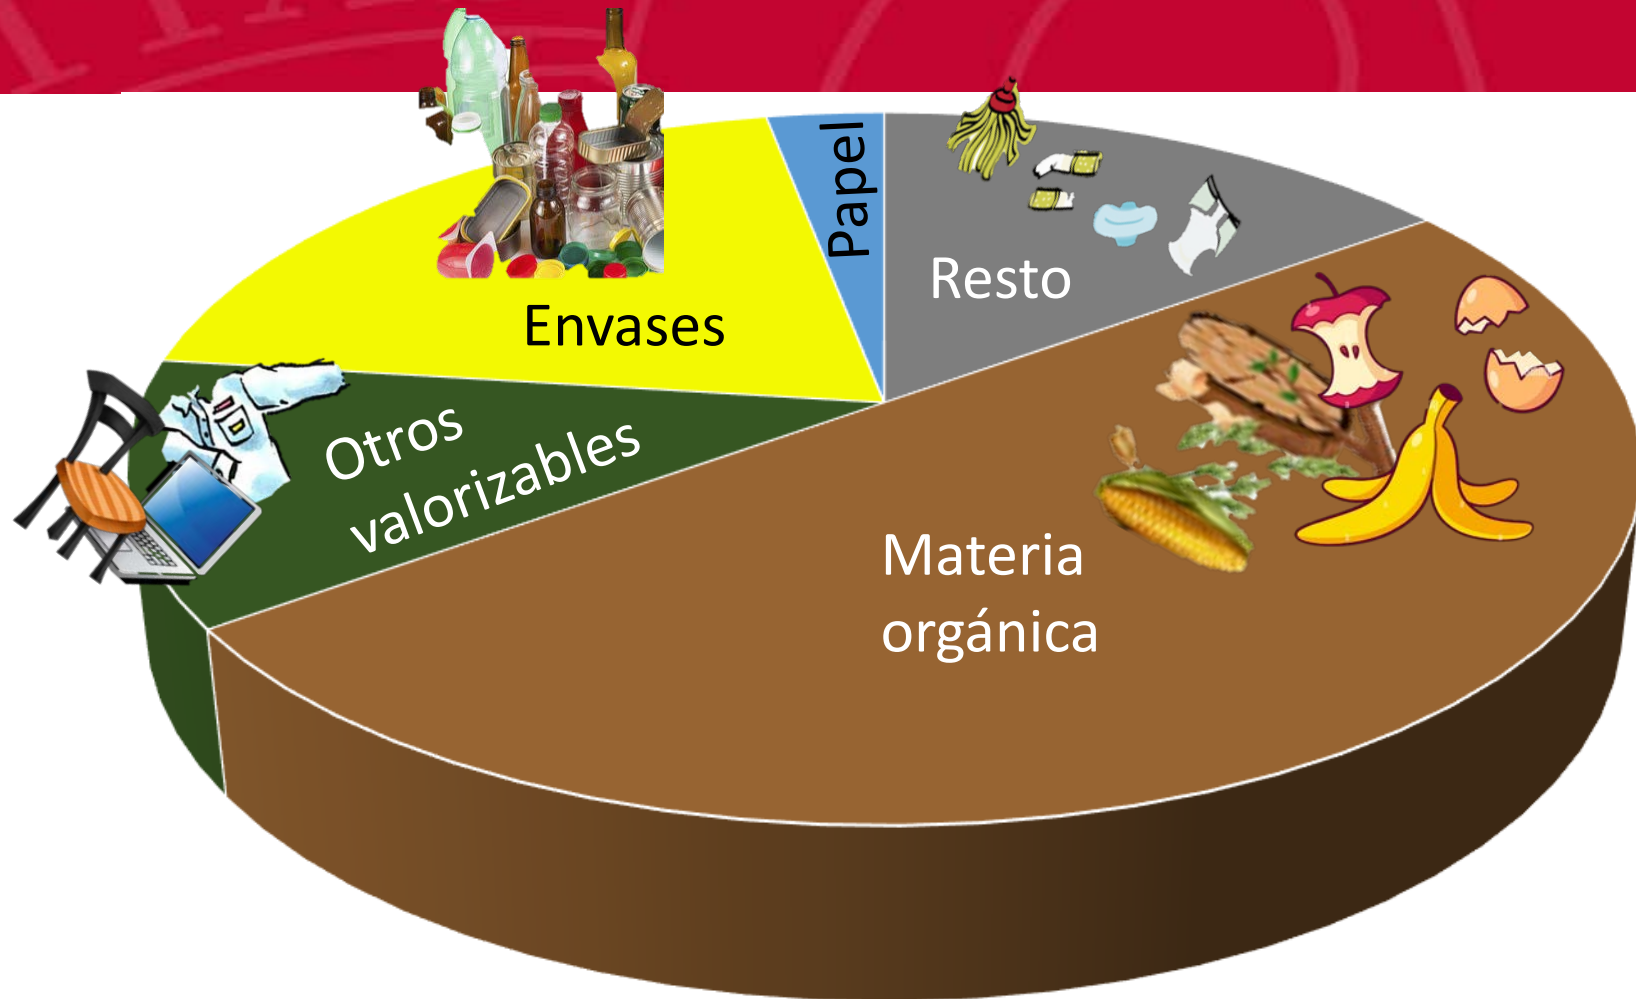 Papel
Resto
Envases
Otros
valorizables
Materia
orgánica